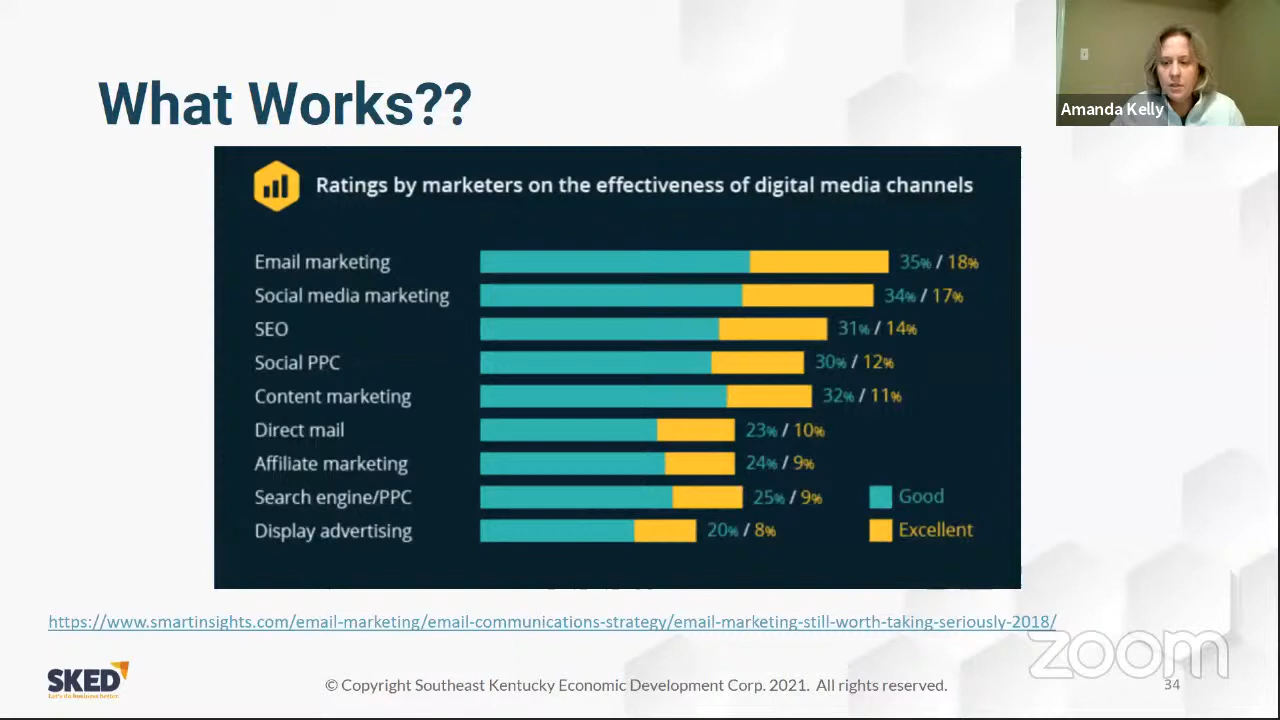 What Works??
Amanda Kelly
Ratings by marketers on the effectiveness of digital media channels
Email marketing 35% / 18%
Social media marketing 34% / 17%
SEO 31% / 14%
Social PPC 30% / 12%
Content marketing 32% / 11%
Direct mail 23% / 10%
Affiliate marketing 24% / 9%
Search engine/PPC 25% / 9%
Display advertising 20% / 8%
Good
Excellent
https://www.smartinsights.com/email-marketing/email-communications-strategy/email-marketing-still-worth-taking-seriously-2018/
zoom
SKED
Let's do business better.
© Copyright Southeast Kentucky Economic Development Corp. 2021. All rights reserved.
34